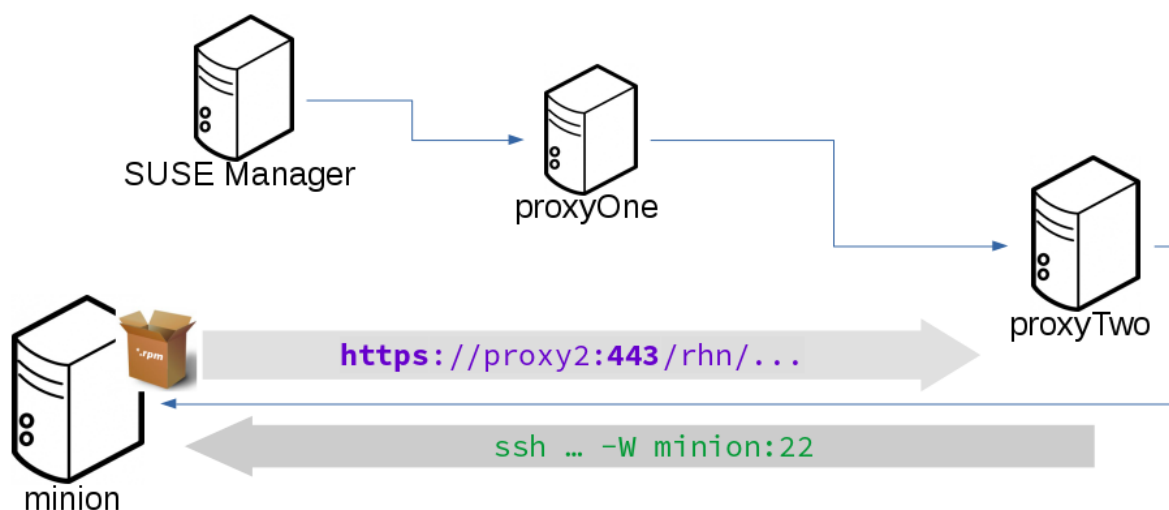 SUSE Manager
proxyOne
proxyTwo
*.rpm
https://proxy2:443/rhn/...
ssh … -W minion:22
minion